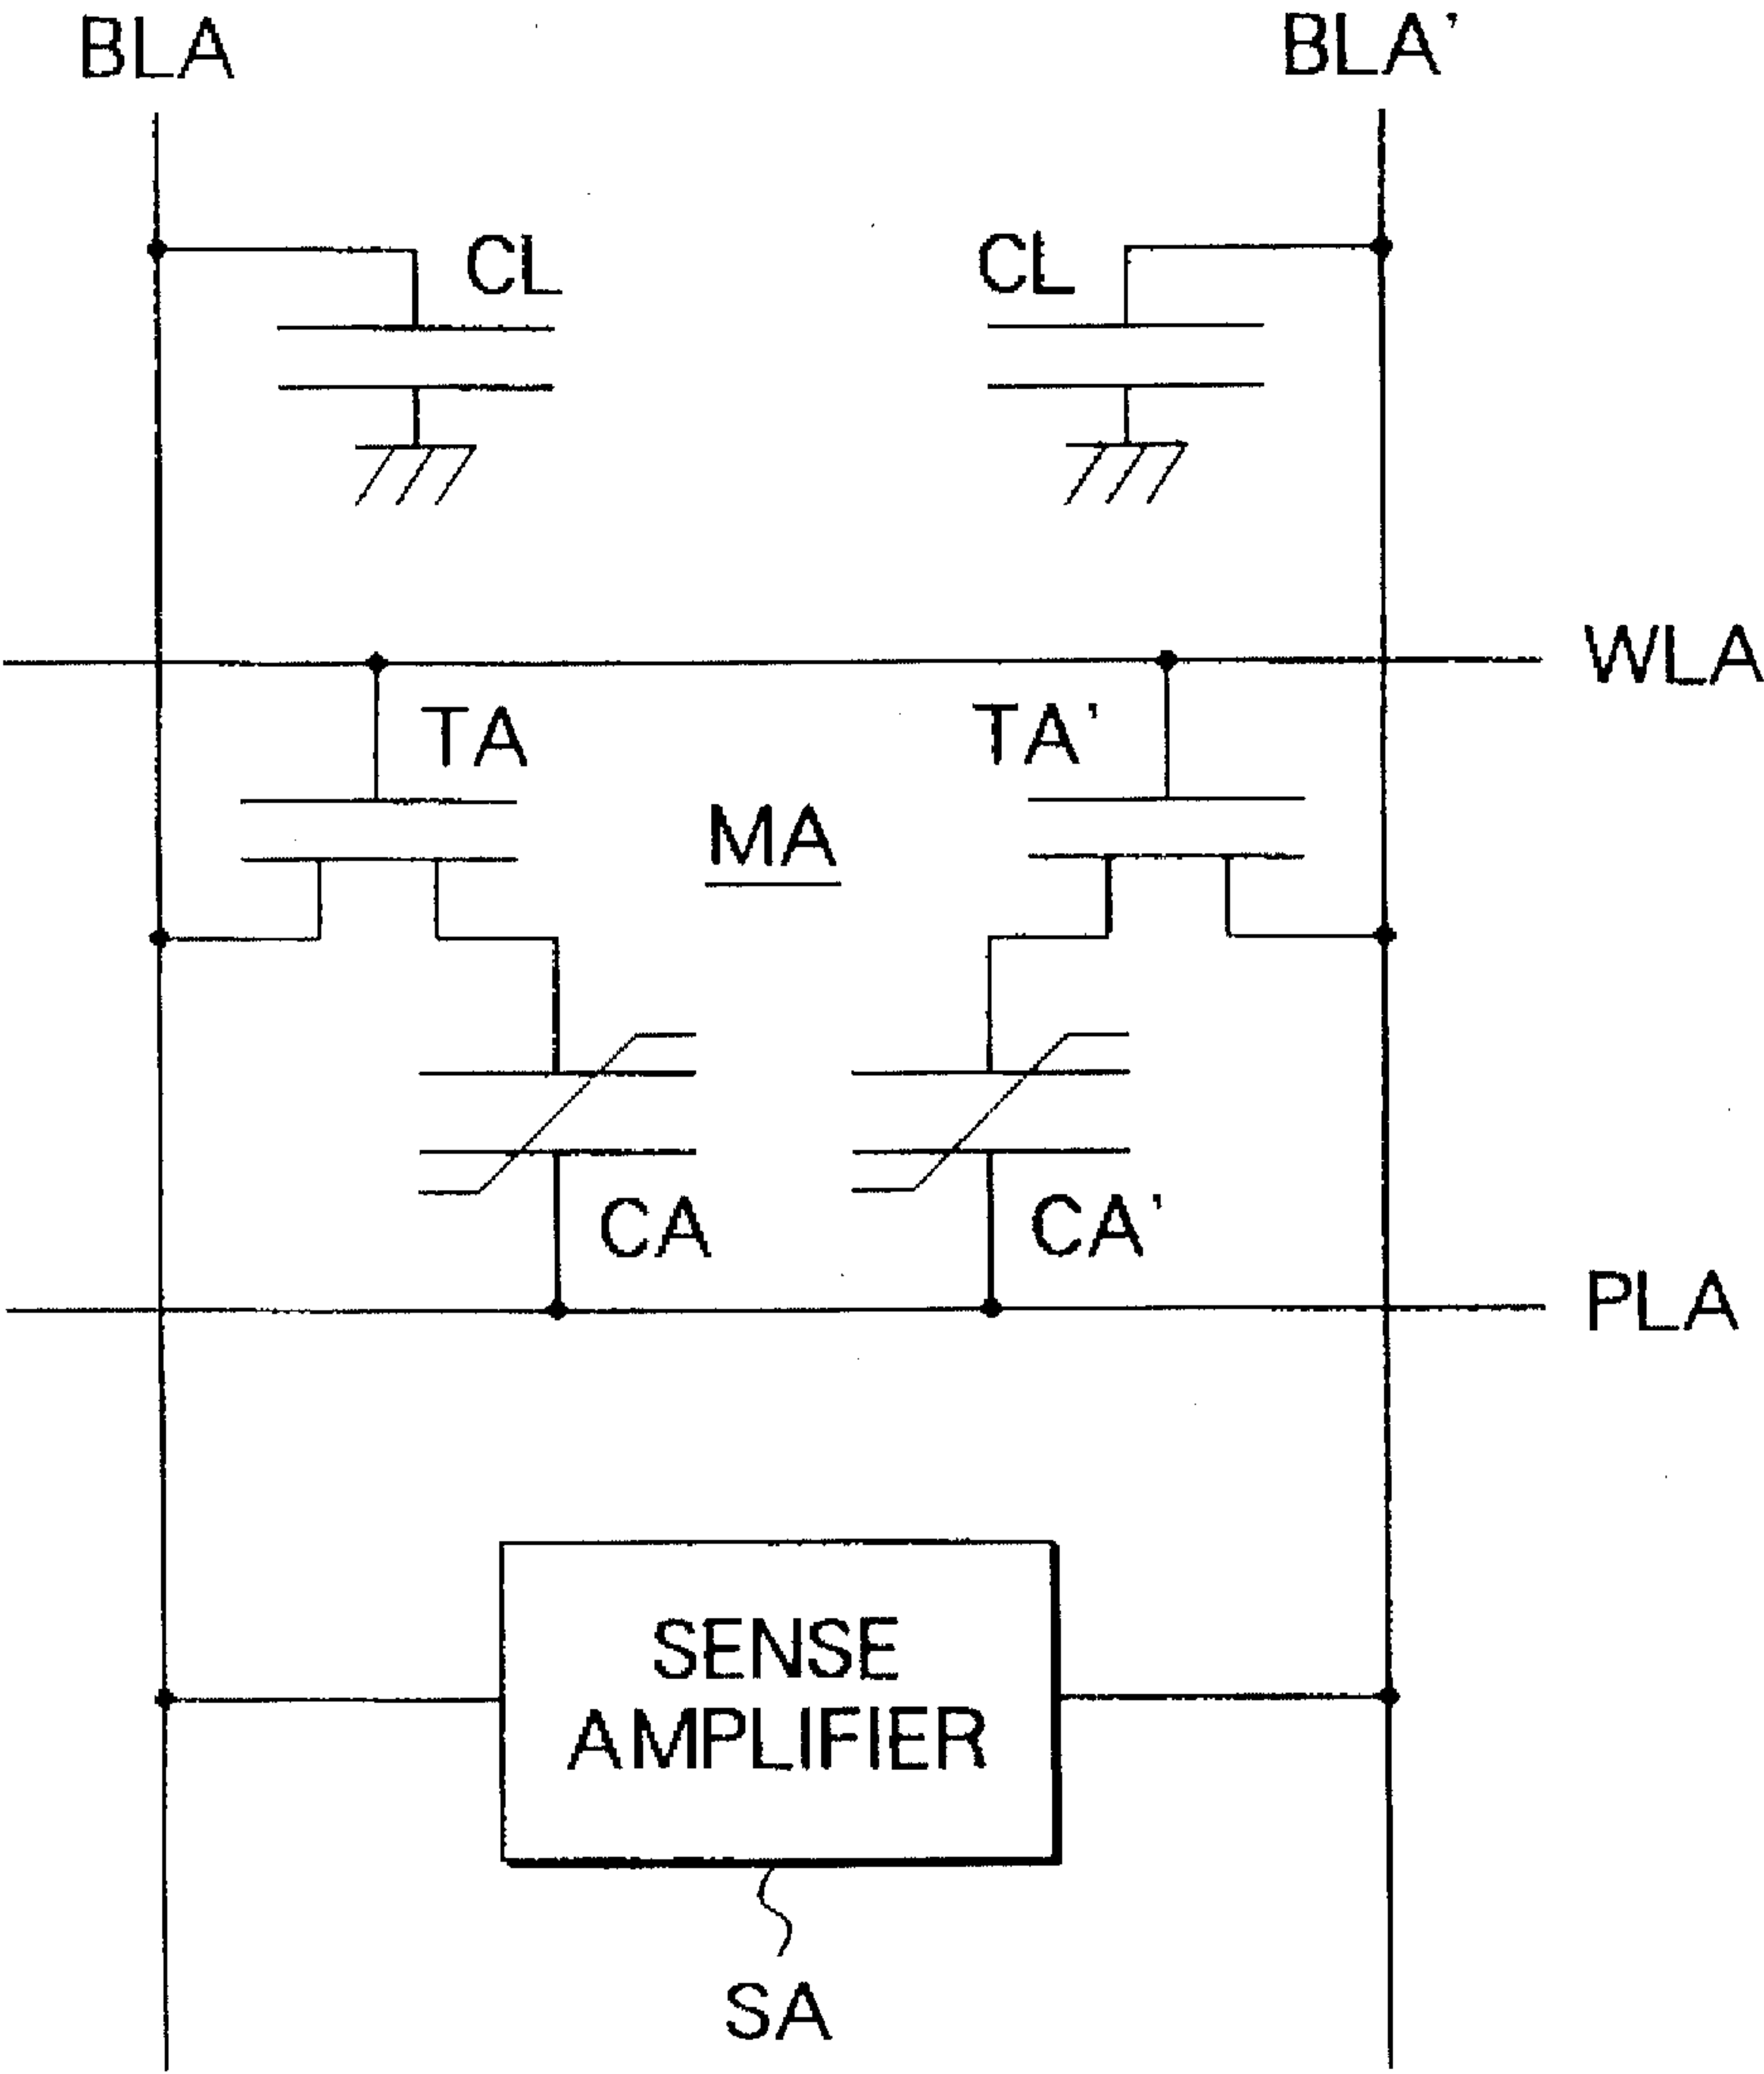 BLA
BLA'
CL
CL
WLA
TA
TA'
MA
CA
CA'
PLA
SENSE
AMPLIFIER
SA